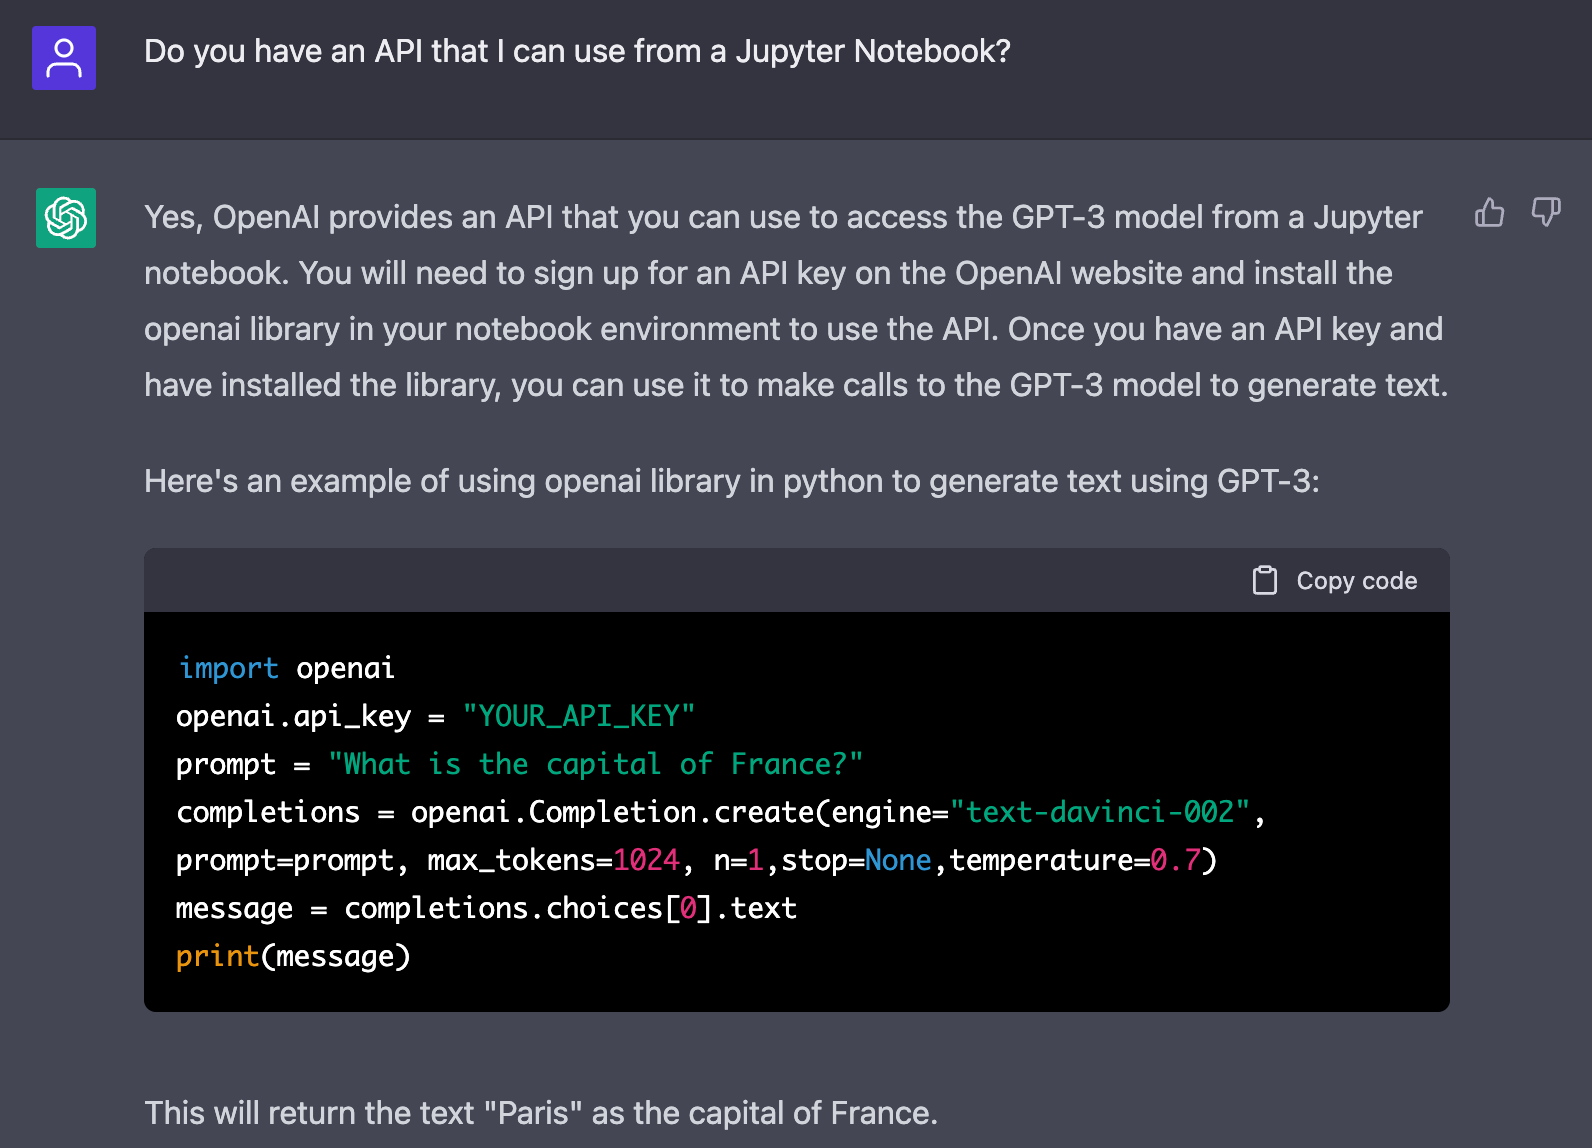 Do you have an API that I can use from a Jupyter Notebook?
Yes, OpenAI provides an API that you can use to access the GPT-3 model from a Jupyter
notebook. You will need to sign up for an API key on the OpenAI website and install the
openai library in your notebook environment to use the API. Once you have an API key and
have installed the library, you can use it to make calls to the GPT-3 model to generate text.
Here's an example of using openai library in python to generate text using GPT-3:
Copy code
import openai
openai.api_key = "YOUR_API_KEY"
prompt = "What is the capital of France?"
completions = openai.Completion.create(engine="text-davinci-002",
prompt=prompt, max_tokens=1024, n=1,stop=None,temperature=0.7)
message = completions.choices[0].text
print(message)
This will return the text "Paris" as the capital of France.